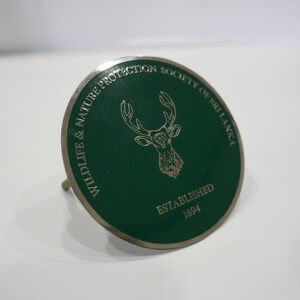 WILDLIFE & NATURE PROTECTION SOCIETY OF SRI LANKA
ESTABLISHED
1894